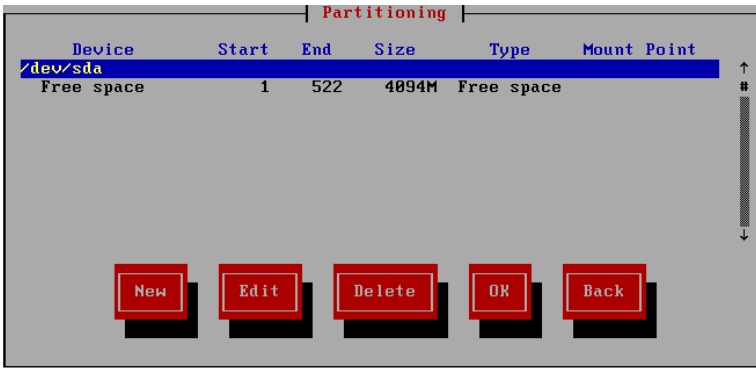 Partitioning
Device Start End Size Type Mount Point
/dev/sda
Free space 1 522 4094M Free space
New Edit Delete OK Back